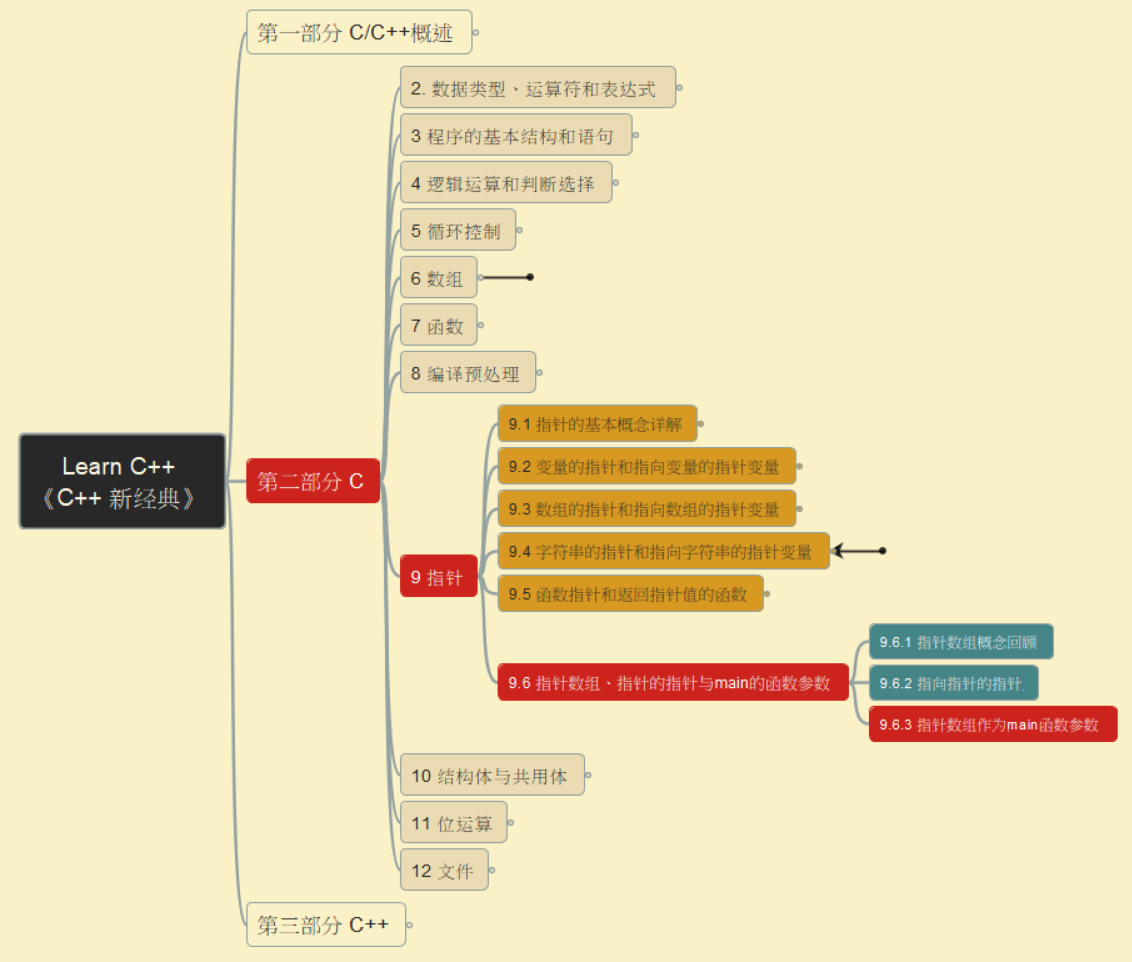 第一部分 C/C++概述
2. 数据类型、运算符和表达式
3 程序的基本结构和语句
4 逻辑运算和判断选择
5 循环控制
6 数组
7 函数
8 编译预处理
9.1 指针的基本概念详解
9.2 变量的指针和指向变量的指针变量
Learn C++
《C++ 新经典》
第二部分 C
9.3 数组的指针和指向数组的指针变量
9.4 字符串的指针和指向字符串的指针变量
9 指针
9.5 函数指针和返回指针值的函数
9.6 指针数组、指针的指针与main的函数参数
9.6.1 指针数组概念回顾
9.6.2 指向指针的指针.
9.6.3 指针数组作为main函数参数
10 结构体与共用体
11 位运算
12 文件
第三部分 C++